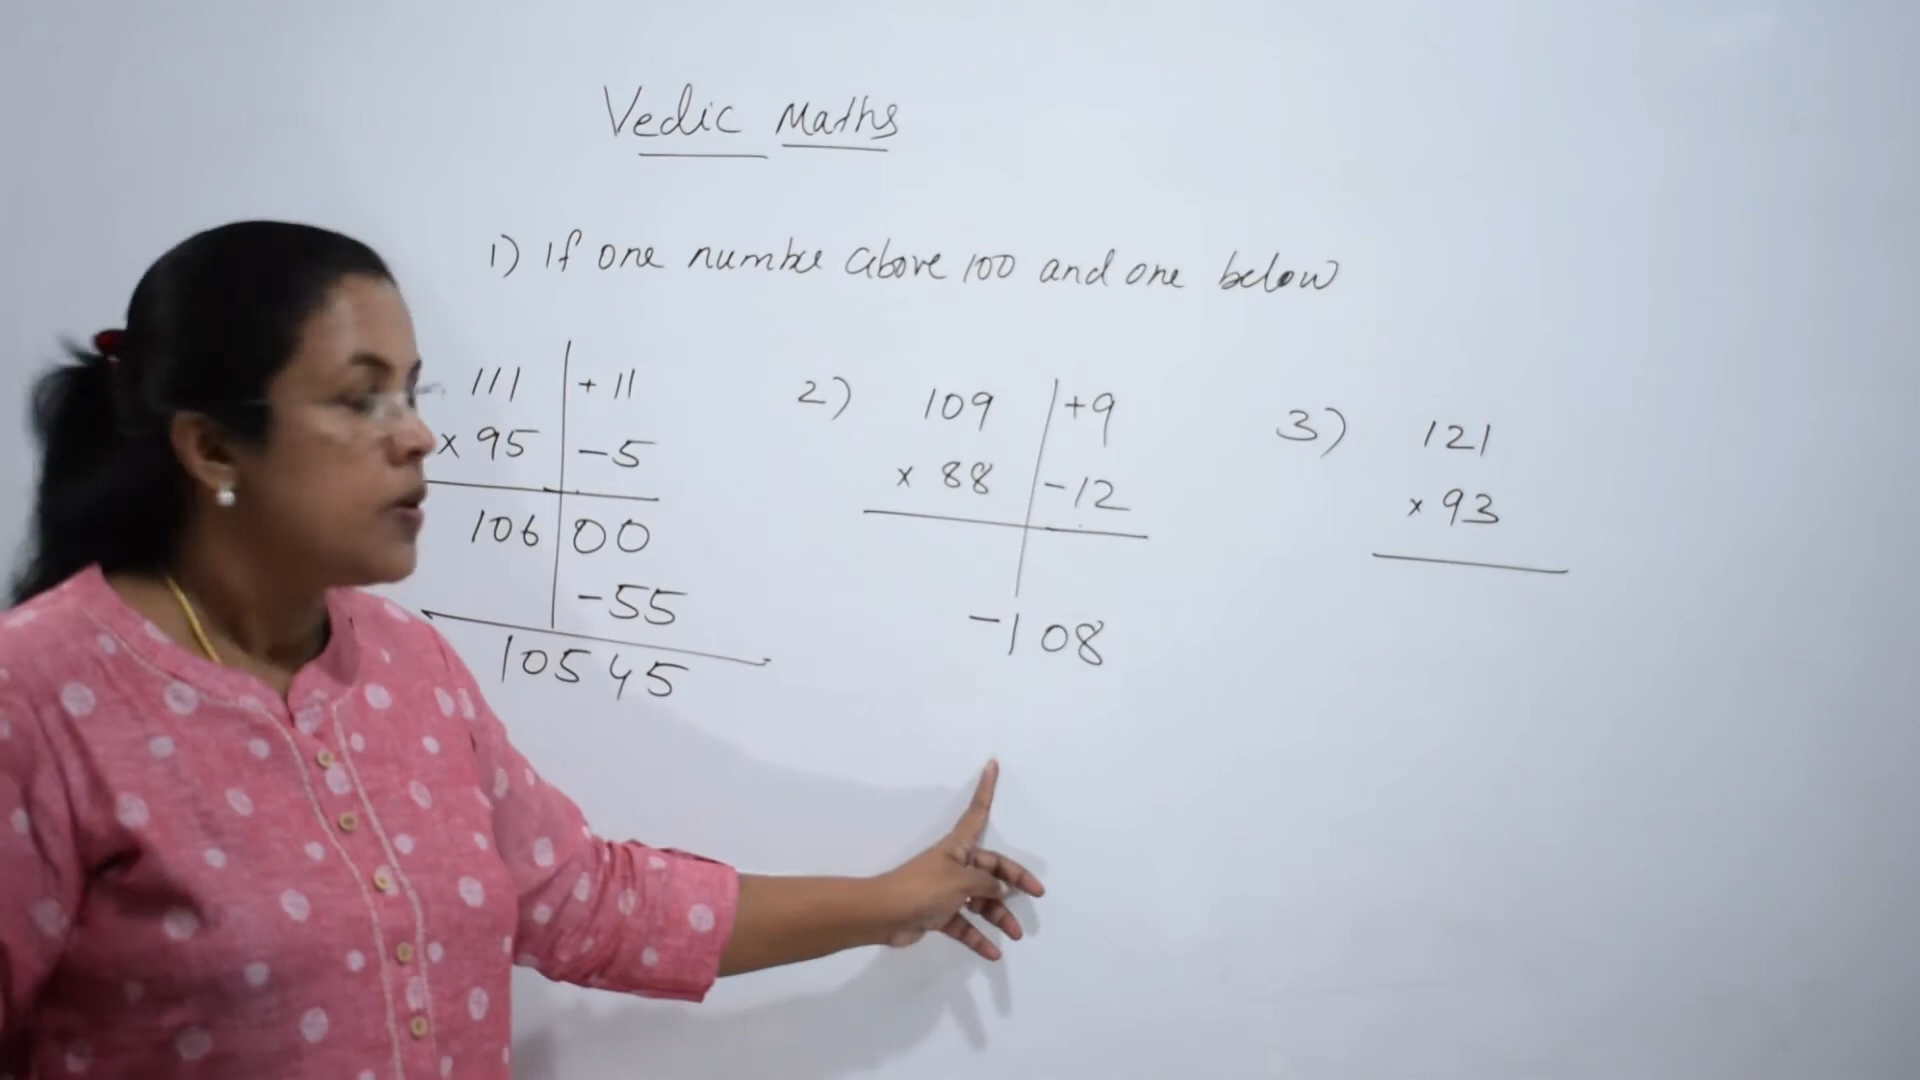 Vedic Maths
1) If one number above 100 and one below
111 + 11
x 95 -5
106 00
-55
10545
2) 109 +9
x 88 -12
-108
3) 121
x 93